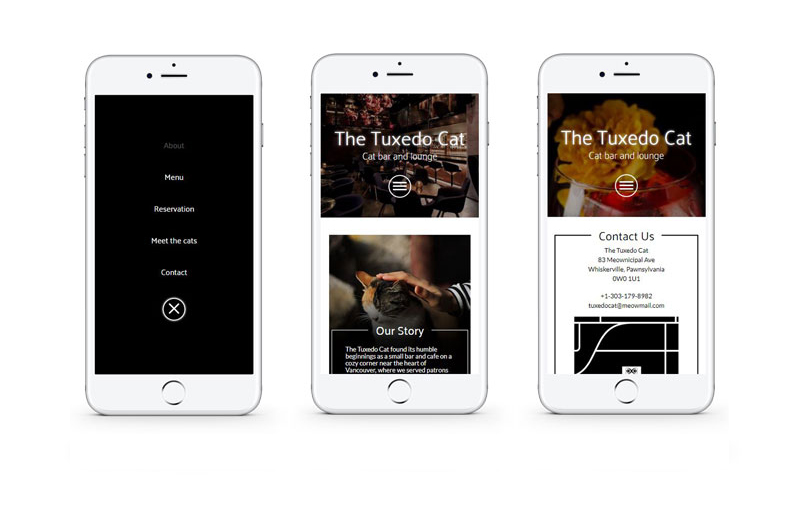 About
Menu
Reservation
Meet the cats
Contact
The Tuxedo Cat
Cat bar and lounge
Our Story
The Tuxedo Cat found its humble
beginnings as a small bar and cafe on a
cozy corner near the heart of
Vancouver, where we served patrons
The Tuxedo Cat
Cat bar and lounge
Contact Us
The Tuxedo Cat
83 Meownicipal Ave
Whiskerville, Pawnsylvania
0W0 1U1
+1-303-179-8982
tuxedocat@meowmail.com